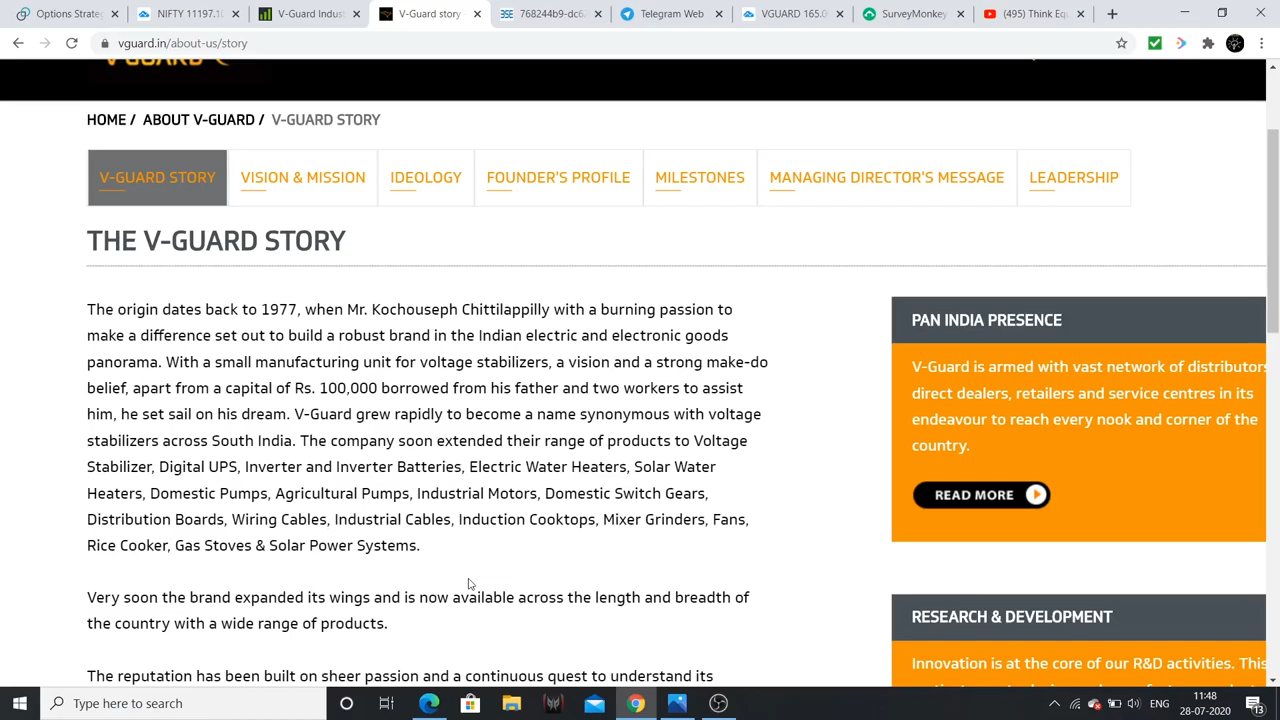 Options Strate
NIFTY 11197.1
V-Guard Indust
V-Guard story
768244b9-dc62
Telegram Web
VGUARD 165.0
SurveyMonkey
(495) Think Equ
vguard.in/about-us/story
V-GUARD
HOME / ABOUT V-GUARD / V-GUARD STORY
V-GUARD STORY
VISION & MISSION
IDEOLOGY
FOUNDER'S PROFILE
MILESTONES
MANAGING DIRECTOR'S MESSAGE
LEADERSHIP
THE V-GUARD STORY
The origin dates back to 1977, when Mr. Kochouseph Chittilappilly with a burning passion to
make a difference set out to build a robust brand in the Indian electric and electronic goods
panorama. With a small manufacturing unit for voltage stabilizers, a vision and a strong make-do
belief, apart from a capital of Rs. 100,000 borrowed from his father and two workers to assist
him, he set sail on his dream. V-Guard grew rapidly to become a name synonymous with voltage
stabilizers across South India. The company soon extended their range of products to Voltage
Stabilizer, Digital UPS, Inverter and Inverter Batteries, Electric Water Heaters, Solar Water
Heaters, Domestic Pumps, Agricultural Pumps, Industrial Motors, Domestic Switch Gears,
Distribution Boards, Wiring Cables, Industrial Cables, Induction Cooktops, Mixer Grinders, Fans,
Rice Cooker, Gas Stoves & Solar Power Systems.
Very soon the brand expanded its wings and is now available across the length and breadth of
the country with a wide range of products.
The reputation has been built on sheer passion and a continuous quest to understand its
PAN INDIA PRESENCE
V-Guard is armed with vast network of distributors
direct dealers, retailers and service centres in its
endeavour to reach every nook and corner of the
country.
READ MORE
RESEARCH & DEVELOPMENT
Innovation is at the core of our R&D activities. This
Type here to search
ENG
11:48
28-07-2020
13